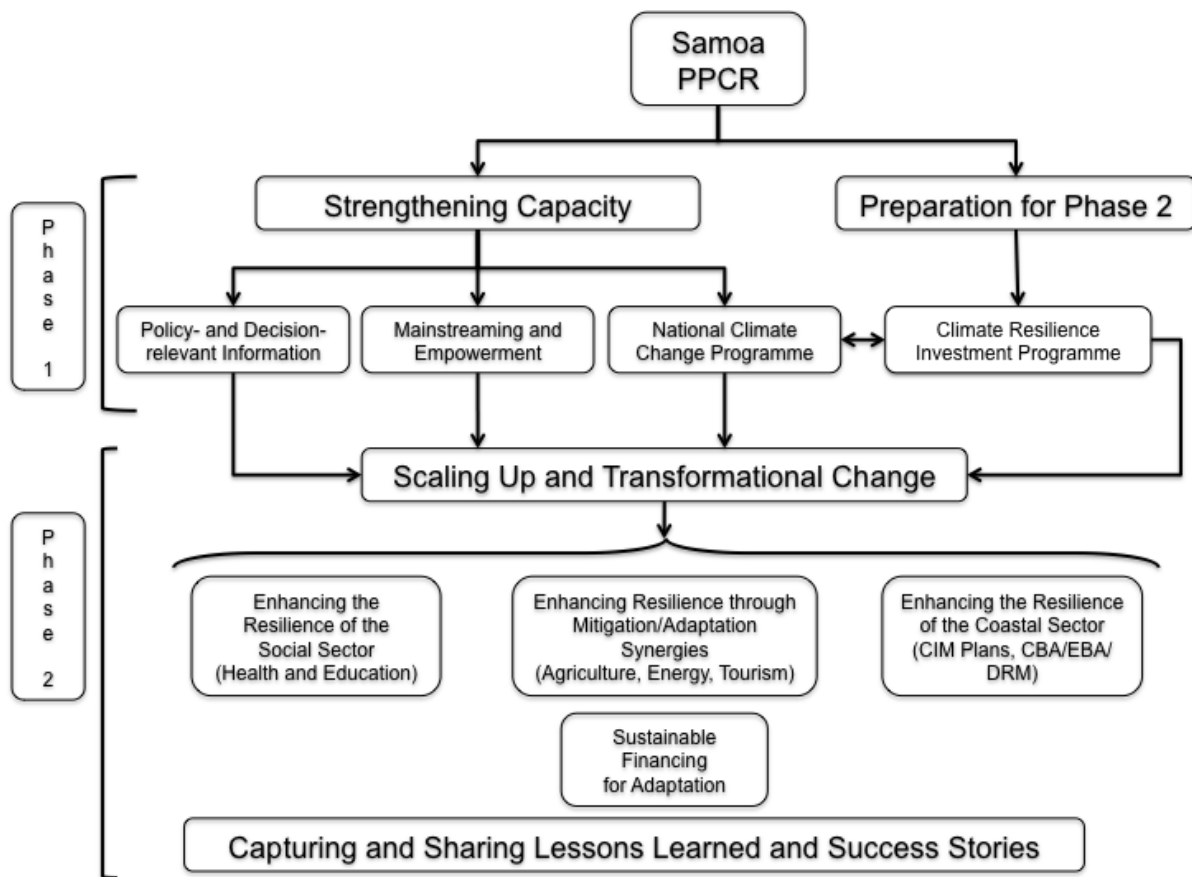 Samoa
PPCR
Strengthening Capacity
Preparation for Phase 2
Phase 1
Policy- and Decision-
relevant Information
Mainstreaming and
Empowerment
National Climate
Change Programme
Climate Resilience
Investment Programme
Scaling Up and Transformational Change
Phase 2
Enhancing the
Resilience of the
Social Sector
(Health and Education)
Enhancing Resilience through
Mitigation/Adaptation
Synergies
(Agriculture, Energy, Tourism)
Enhancing the Resilience
of the Coastal Sector
(CIM Plans, CBA/EBA/
DRM)
Sustainable
Financing
for Adaptation
Capturing and Sharing Lessons Learned and Success Stories